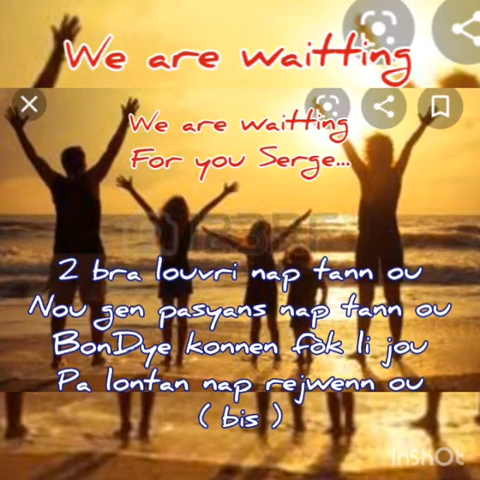 We are waitting
We are waitting
For you Serge...
2 bra louvri nap tann ou
Nou gen pasyans nap tann ou
BonDye konnen fòk li jou
Pa lontan nap rejwenn ou
( bis )
InShOt